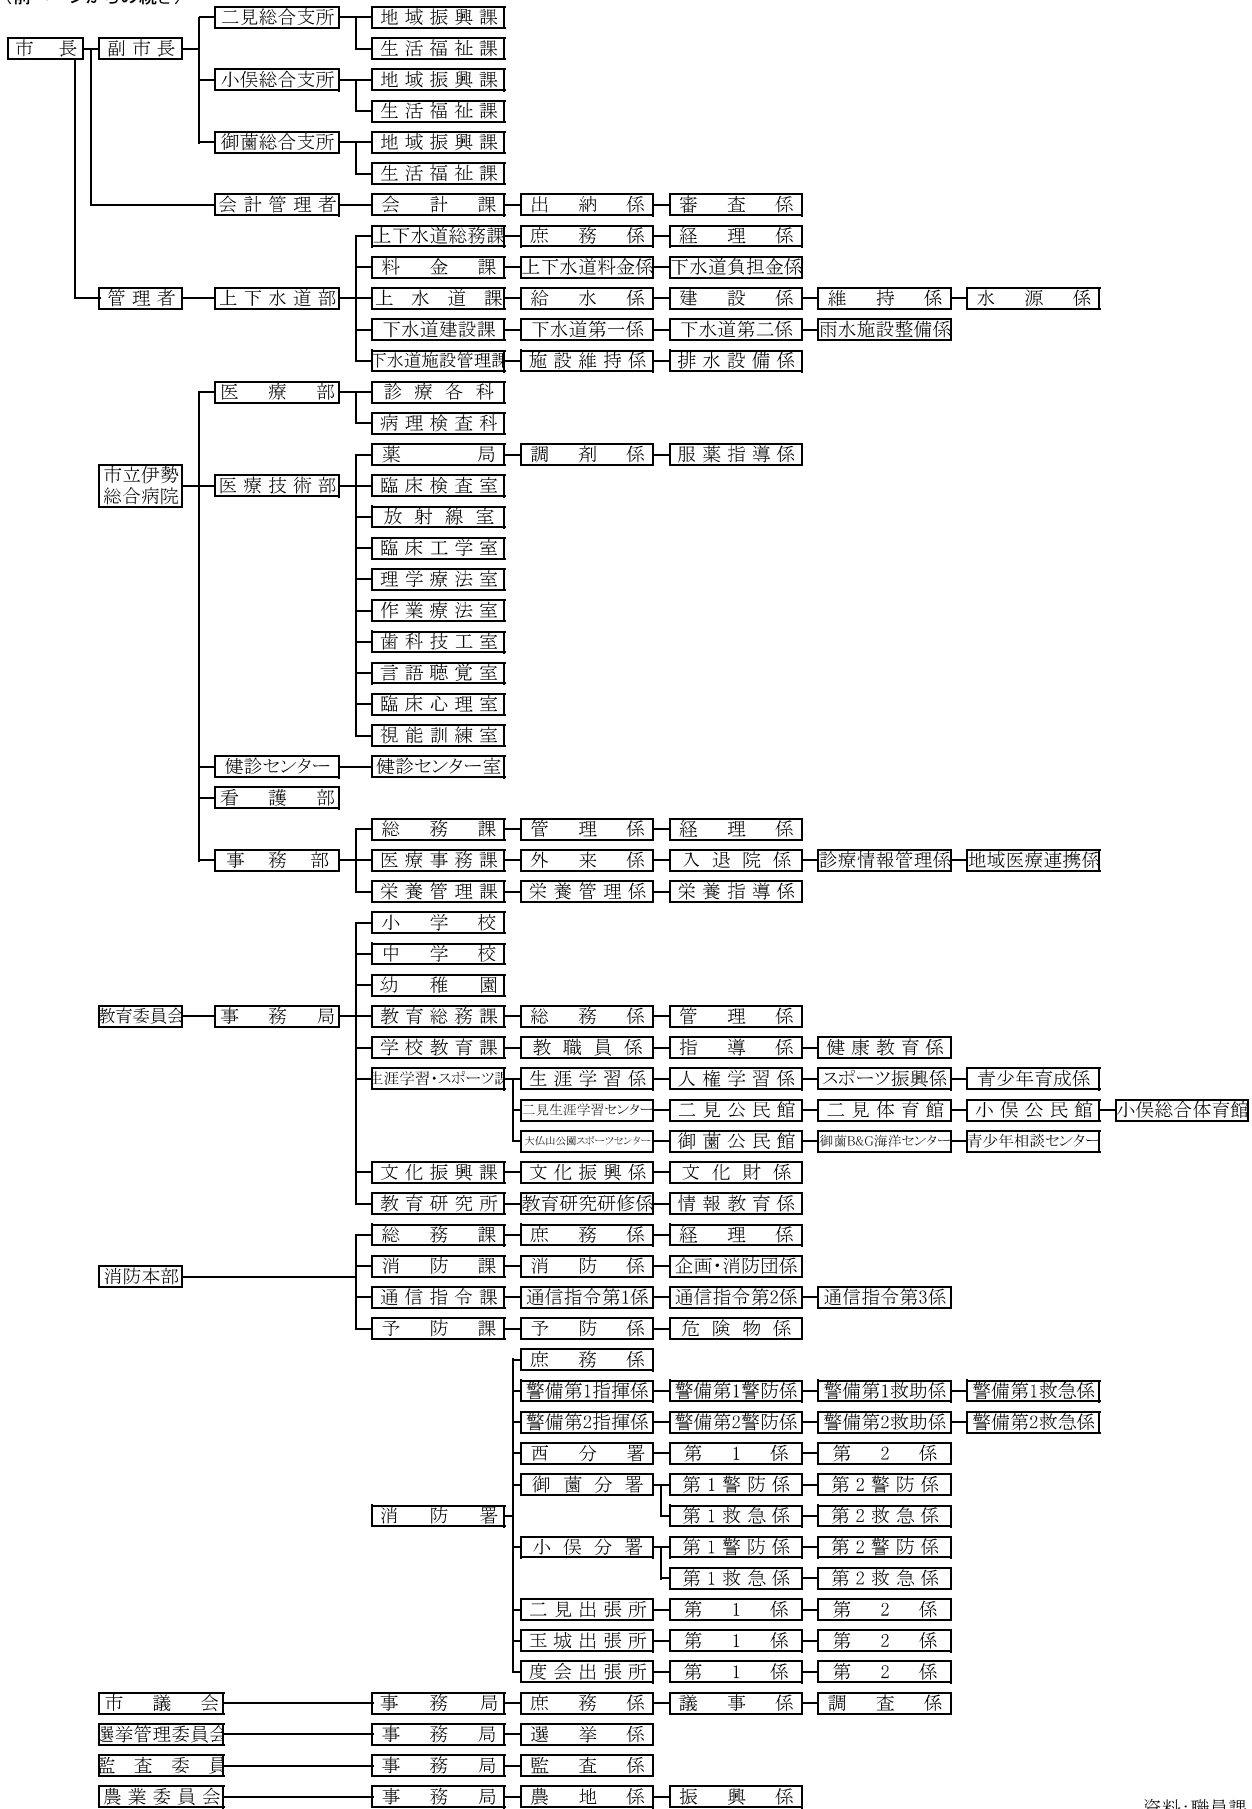 (前ページからの続き)
二見総合支所 地域振興課
市長 副市長 生活福祉課
小俣総合支所 地域振興課
生活福祉課
御薗総合支所 地域振興課
生活福祉課
会計管理者 会計課 出納係 審査係
上下水道総務課 庶務係 経理係
料金課 上下水道料金係 下水道負担金係
管理者 上下水道部 上水道課 給水係 建設係 維持係 水源係
下水道建設課 下水道第一係 下水道第二係 雨水施設整備係
下水道施設管理課 施設維持係 排水設備係
医療部 診療各科
病理検査科
薬局 調剤係 服薬指導係
市立伊勢総合病院 医療技術部 臨床検査室
放射線室
臨床工学室
理学療法室
作業療法室
歯科技工室
言語聴覚室
臨床心理室
視能訓練室
健診センター 健診センター室
看護部
総務課 管理係 経理係
事務部 医療事務課 外来係 入退院係 診療情報管理係 地域医療連携係
栄養管理課 栄養管理係 栄養指導係
小学校
中学校
幼稚園
教育委員会 事務局 教育総務課 総務係 管理係
学校教育課 教職員係 指導係 健康教育係
生涯学習・スポーツ課 生涯学習係 人権学習係 スポーツ振興係 青少年育成係
二見生涯学習センター 二見公民館 二見体育館 小俣公民館 小俣総合体育館
大仏山公園スポーツセンター 御薗公民館 御薗B&G海洋センター 青少年相談センター
文化振興課 文化振興係 文化財係
教育研究所 教育研究研修係 情報教育係
総務課 庶務係 経理係
消防本部 消防課 消防係 企画・消防団係
通信指令課 通信指令第1係 通信指令第2係 通信指令第3係
予防課 予防係 危険物係
庶務係
警備第1指揮係 警備第1警防係 警備第1救助係 警備第1救急係
警備第2指揮係 警備第2警防係 警備第2救助係 警備第2救急係
西分署 第1係 第2係
御薗分署 第1警防係 第2警防係
消防署 第1救急係 第2救急係
小俣分署 第1警防係 第2警防係
第1救急係 第2救急係
二見出張所 第1係 第2係
玉城出張所 第1係 第2係
度会出張所 第1係 第2係
市議会 事務局 庶務係 議事係 調査係
選挙管理委員会 事務局 選挙係
監査委員 事務局 監査係
農業委員会 事務局 農地係 振興係
資料:職員課